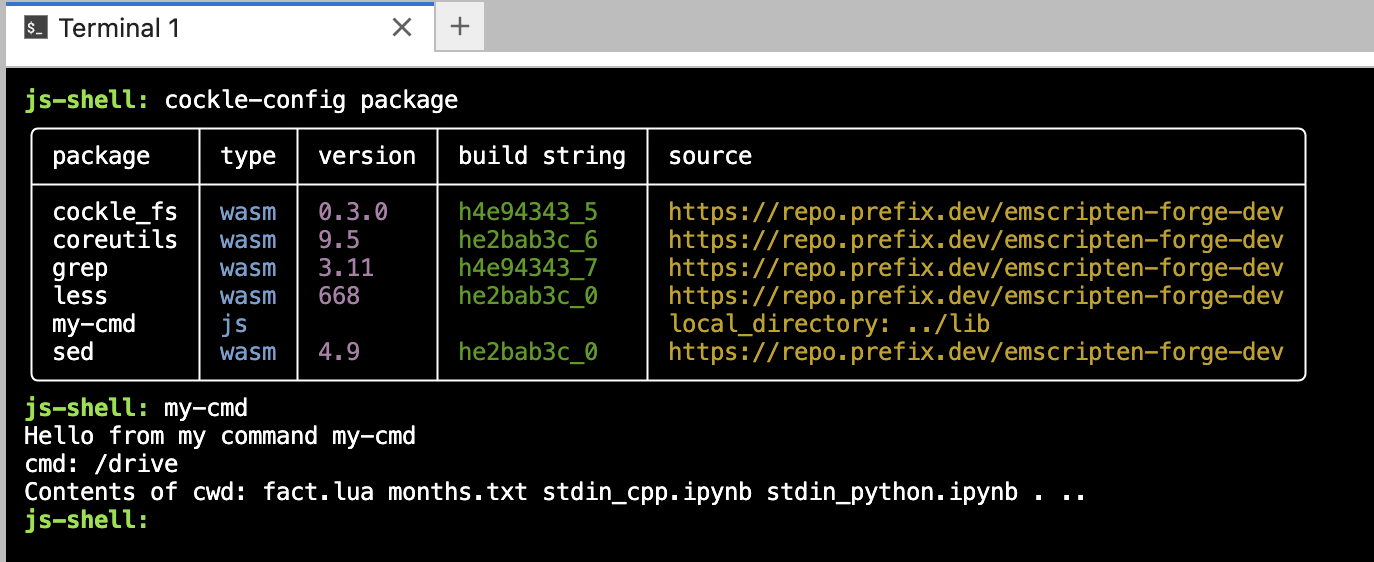 $_ Terminal 1
js-shell: cockle-config package
package type version build string source
cockle_fs wasm 0.3.0 h4e94343_5 https://repo.prefix.dev/emscripten-forge-dev
coreutils wasm 9.5 he2bab3c_6 https://repo.prefix.dev/emscripten-forge-dev
grep wasm 3.11 h4e94343_7 https://repo.prefix.dev/emscripten-forge-dev
less wasm 668 he2bab3c_0 https://repo.prefix.dev/emscripten-forge-dev
my-cmd js local_directory: ../lib
sed wasm 4.9 he2bab3c_0 https://repo.prefix.dev/emscripten-forge-dev
js-shell: my-cmd
Hello from my command my-cmd
cmd: /drive
Contents of cwd: fact.lua months.txt stdin_cpp.ipynb stdin_python.ipynb . ..
js-shell: